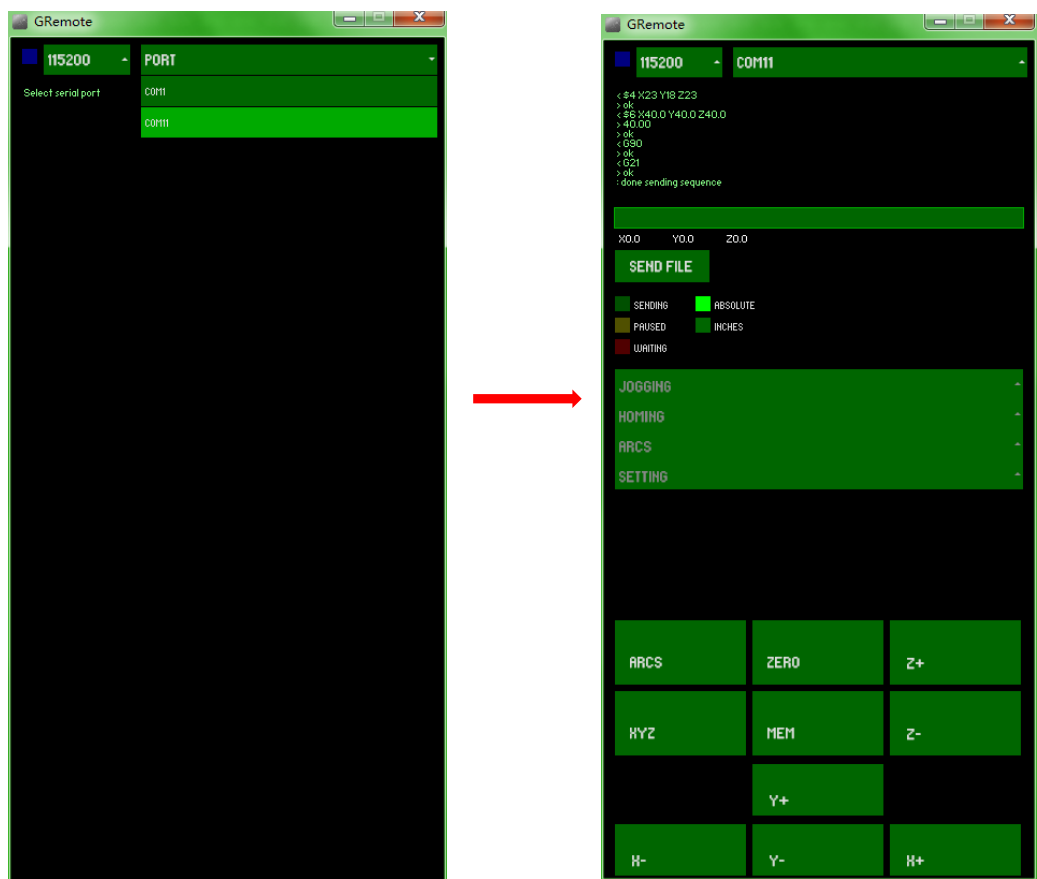 GRemote
115200
PORT
Select serial port
COM1
COM11
GRemote
115200
COM11
< $4 X23 Y18 Z23
> ok
< $6 X40.0 Y40.0 Z40.0
> 40.00
> ok
< G90
> ok
< G21
> ok
: done sending sequence
X0.0 Y0.0 Z0.0
SEND FILE
SENDING ABSOLUTE
PAUSED INCHES
WAITING
JOGGING
HOMING
ARCS
SETTING
ARCS ZERO Z+
XYZ MEM Z-
Y+
X- Y- X+